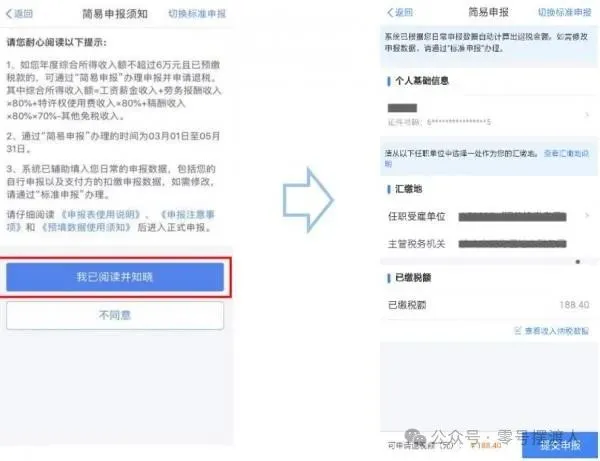 返回
简易申报须知
切换标准申报
请您耐心阅读以下提示:
1、如您年度综合所得收入额不超过6万元且已预缴
税款的,可通过“简易申报”办理申报并申请退税。
其中综合所得收入额=工资薪金收入+劳务报酬收入
×80%+特许权使用费收入×80%+稿酬收入
×80%×70%-其他免税收入。
2、通过“简易申报”办理的时间为03月01日至05月
31日。
3、系统已辅助填入您日常的申报数据,包括您的
自行申报以及支付方的扣缴申报数据,如需修改,
请通过“标准申报”办理。
请仔细阅读《申报表使用说明》、《申报注意事
项》和《预填数据使用须知》后进入正式申报。
我已阅读并知晓
不同意
返回
简易申报
切换标准申报
系统已根据您日常申报数据自动计算出退税金额。如需修
改申报数据,请通过“标准申报”办理。
个人基础信息
证件号码:6****************5
请从以下任职单位中选择一处作为您的汇缴地。查看汇缴地说明
汇缴地
任职受雇单位
主管税务机关
已缴税额
已缴税额 188.40
查看收入纳税数据
公众号·零号摆渡人
可申请退税额(元):¥188.40
提交申报